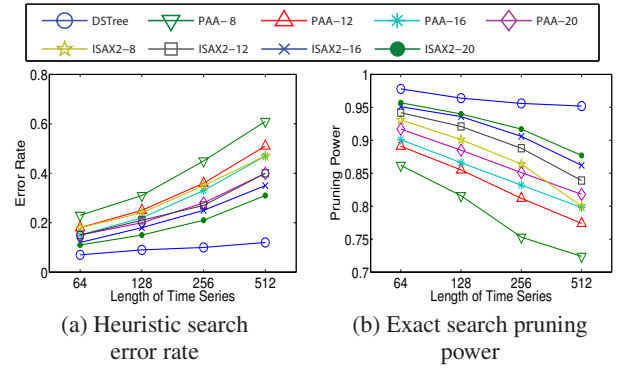 DSTree PAA-8 PAA-12 PAA-16 PAA-20
ISAX2-8 ISAX2-12 ISAX2-16 ISAX2-20
Error Rate
0.8
0.6
0.4
0.2
0
64 128 256 512
Length of Time Series
(a) Heuristic search
error rate
Pruning Power
1
0.95
0.9
0.85
0.8
0.75
0.7
64 128 256 512
Length of Time Series
(b) Exact search pruning
power